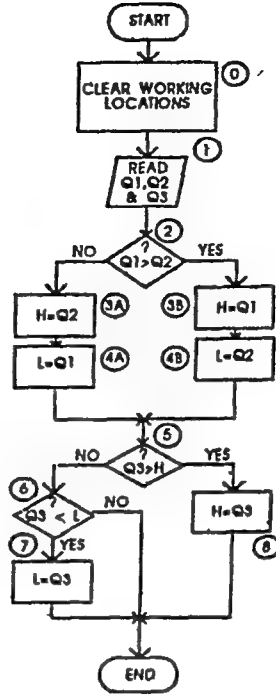 START
0
CLEAR WORKING
LOCATIONS
1
READ
Q1,Q2
& Q3
2
NO
?
YES
Q1>Q2
H=Q2
3A
3B
H=Q1
L=Q1
4A
4B
L=Q2
5
NO
?
YES
Q3>H
6
?
NO
Q3 < L
H=Q3
7
YES
8
L=Q3
END